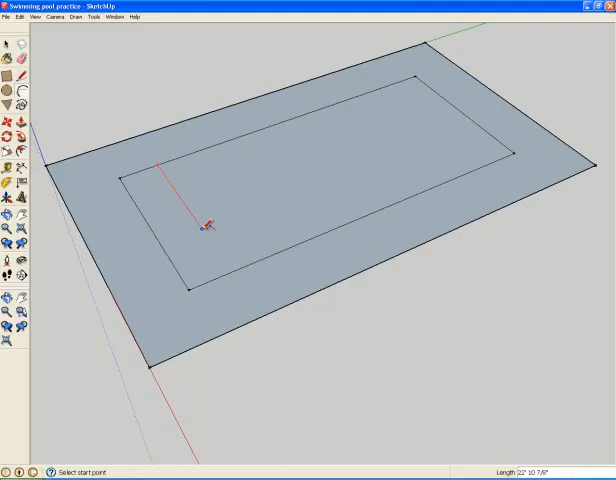 Swimming pool practice - SketchUp
File Edit View Camera Draw Tools Window Help
Select start point
Length 22' 10 7/8"